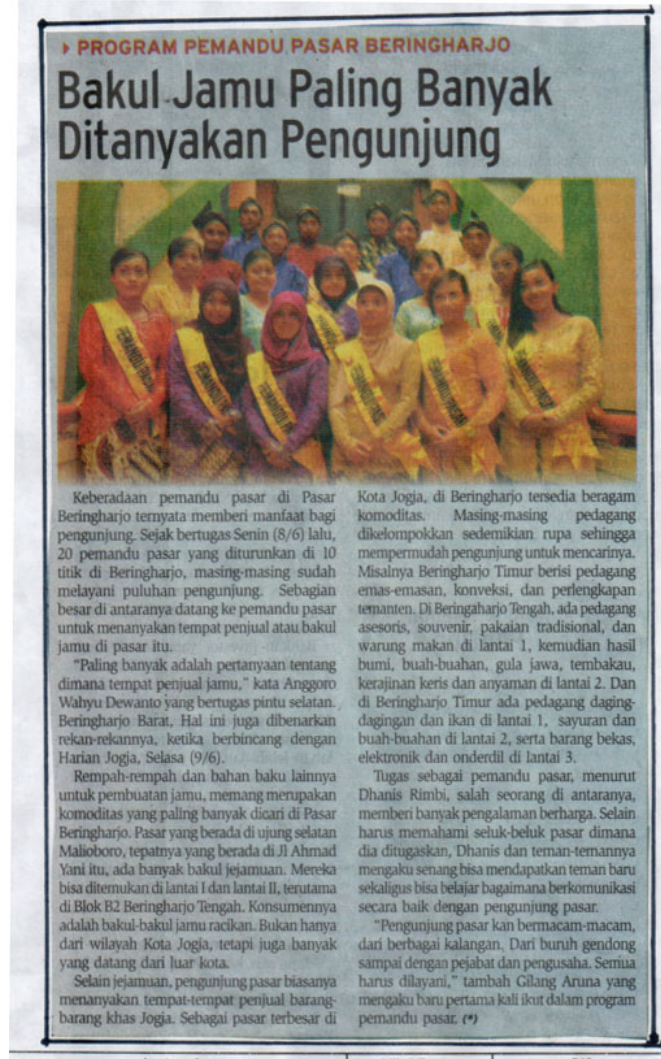 PROGRAM PEMANDU PASAR BERINGHARJO
Bakul Jamu Paling Banyak
Ditanyakan Pengunjung
PEMANDU PASAR
PEMANDU
PEMANDU
PEMANDU
Keberadaan pemandu pasar di Pasar
Beringharjo ternyata memberi manfaat bagi
pengunjung. Sejak bertugas Senin (8/6) lalu,
20 pemandu pasar yang diturunkan di 10
titik di Beringharjo, masing-masing sudah
melayani puluhan pengunjung. Sebagian
besar di antaranya datang ke pemandu pasar
untuk menanyakan tempat penjual atau bakul
jamu di pasar itu.
"Paling banyak adalah pertanyaan tentang
dimana tempat penjual jamu," kata Anggoro
Wahyu Dewanto yang bertugas pintu selatan.
Beringharjo Barat, Hal ini juga dibenarkan
rekan-rekannya, ketika berbincang dengan
Harian Jogja, Selasa (9/6).
Rempah-rempah dan bahan baku lainnya
untuk pembuatan jamu, memang merupakan
komoditas yang paling banyak dicari di Pasar
Beringharjo. Pasar yang berada di ujung selatan
Malioboro, tepatnya yang berada di Jl Ahmad
Yani itu, ada banyak bakul jejamuan. Mereka
bisa ditemukan di lantai I dan lantai II, terutama
di Blok B2 Beringharjo Tengah. Konsumennya
adalah bakul-bakul jamu racikan. Bukan hanya
dari wilayah Kota Jogja, tetapi juga banyak
yang datang dari luar kota.
Selain jejamuan, pengunjung pasar biasanya
menanyakan tempat-tempat penjual barang-
barang khas Jogja. Sebagai pasar terbesar di
Kota Jogja, di Beringharjo tersedia beragam
komoditas. Masing-masing pedagang
dikelompokkan sedemikian rupa sehingga
mempermudah pengunjung untuk mencarinya.
Misalnya Beringharjo Timur berisi pedagang
emas-emasan, konveksi, dan perlengkapan
temanten. Di Beringaharjo Tengah, ada pedagang
asesoris, souvenir, pakaian tradisional, dan
warung makan di lantai 1, kemudian hasil
bumi, buah-buahan, gula jawa, tembakau,
kerajinan keris dan anyaman di lantai 2. Dan
di Beringharjo Timur ada pedagang daging-
dagingan dan ikan di lantai 1, sayuran dan
buah-buahan di lantai 2, serta barang bekas,
elektronik dan onderdil di lantai 3.
Tugas sebagai pemandu pasar, menurut
Dhanis Rimbi, salah seorang di antaranya,
memberi banyak pengalaman berharga. Selain
harus memahami seluk-beluk pasar dimana
dia ditugaskan, Dhanis dan teman-temannya
mengaku senang bisa mendapatkan teman baru
sekaligus bisa belajar bagaimana berkomunikasi
secara baik dengan pengunjung pasar.
"Pengunjung pasar kan bermacam-macam,
dari berbagai kalangan. Dari buruh gendong
sampai dengan pejabat dan pengusaha. Semua
harus dilayani," tambah Gilang Aruna yang
mengaku baru pertama kali ikut dalam program
pemandu pasar. (*)